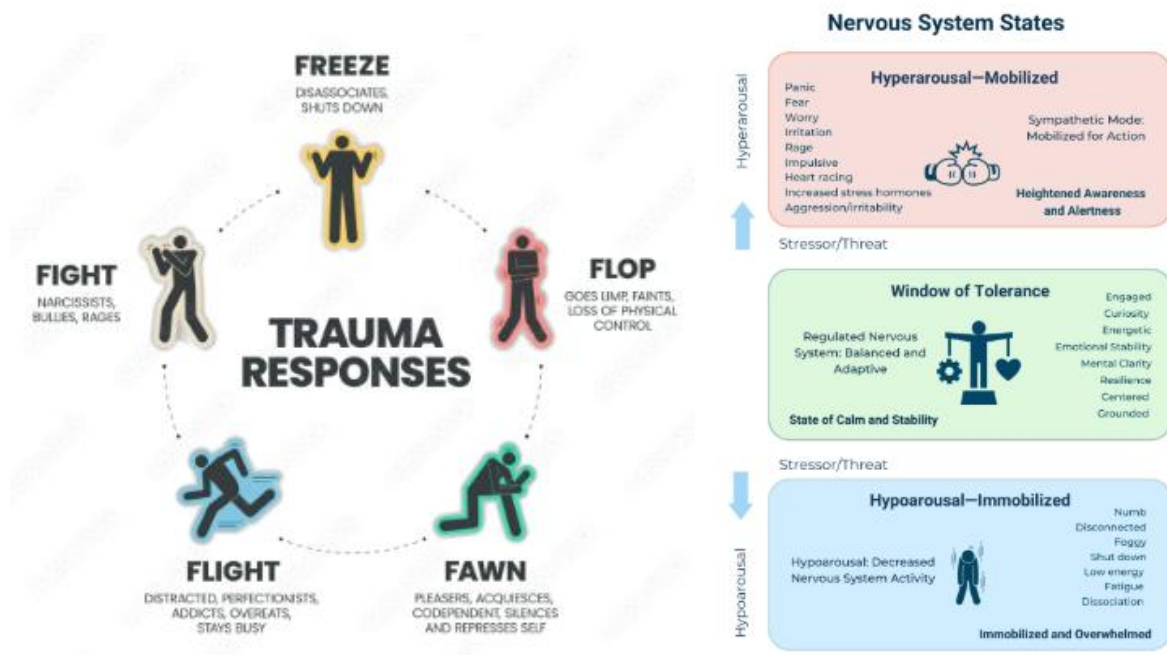 FREEZE
DISASSOCIATES,
SHUTS DOWN
FIGHT
NARCISSISTS,
BULLIES, RAGES
FLOP
GOES LIMP, FAINTS,
LOSS OF PHYSICAL
CONTROL
TRAUMA
RESPONSES
FLIGHT
DISTRACTED, PERFECTIONISTS,
ADDICTS, OVEREATS,
STAYS BUSY
FAWN
PLEASERS, ACQUIESCES,
CODEPENDENT, SILENCES
AND REPRESSES SELF
Nervous System States
Hyperarousal
Hyperarousal—Mobilized
Panic
Fear
Worry
Irritation
Rage
Impulsive
Heart racing
Increased stress hormones
Aggression/irritability
Sympathetic Mode:
Mobilized for Action
Heightened Awareness
and Alertness
Stressor/Threat
Window of Tolerance
Regulated Nervous
System: Balanced and
Adaptive
State of Calm and Stability
Engaged
Curiosity
Energetic
Emotional Stability
Mental Clarity
Resilience
Centered
Grounded
Stressor/Threat
Hypoarousal
Hypoarousal—Immobilized
Hypoarousal: Decreased
Nervous System Activity
Numb
Disconnected
Foggy
Shut down
Low energy
Fatigue
Dissociation
Immobilized and Overwhelmed